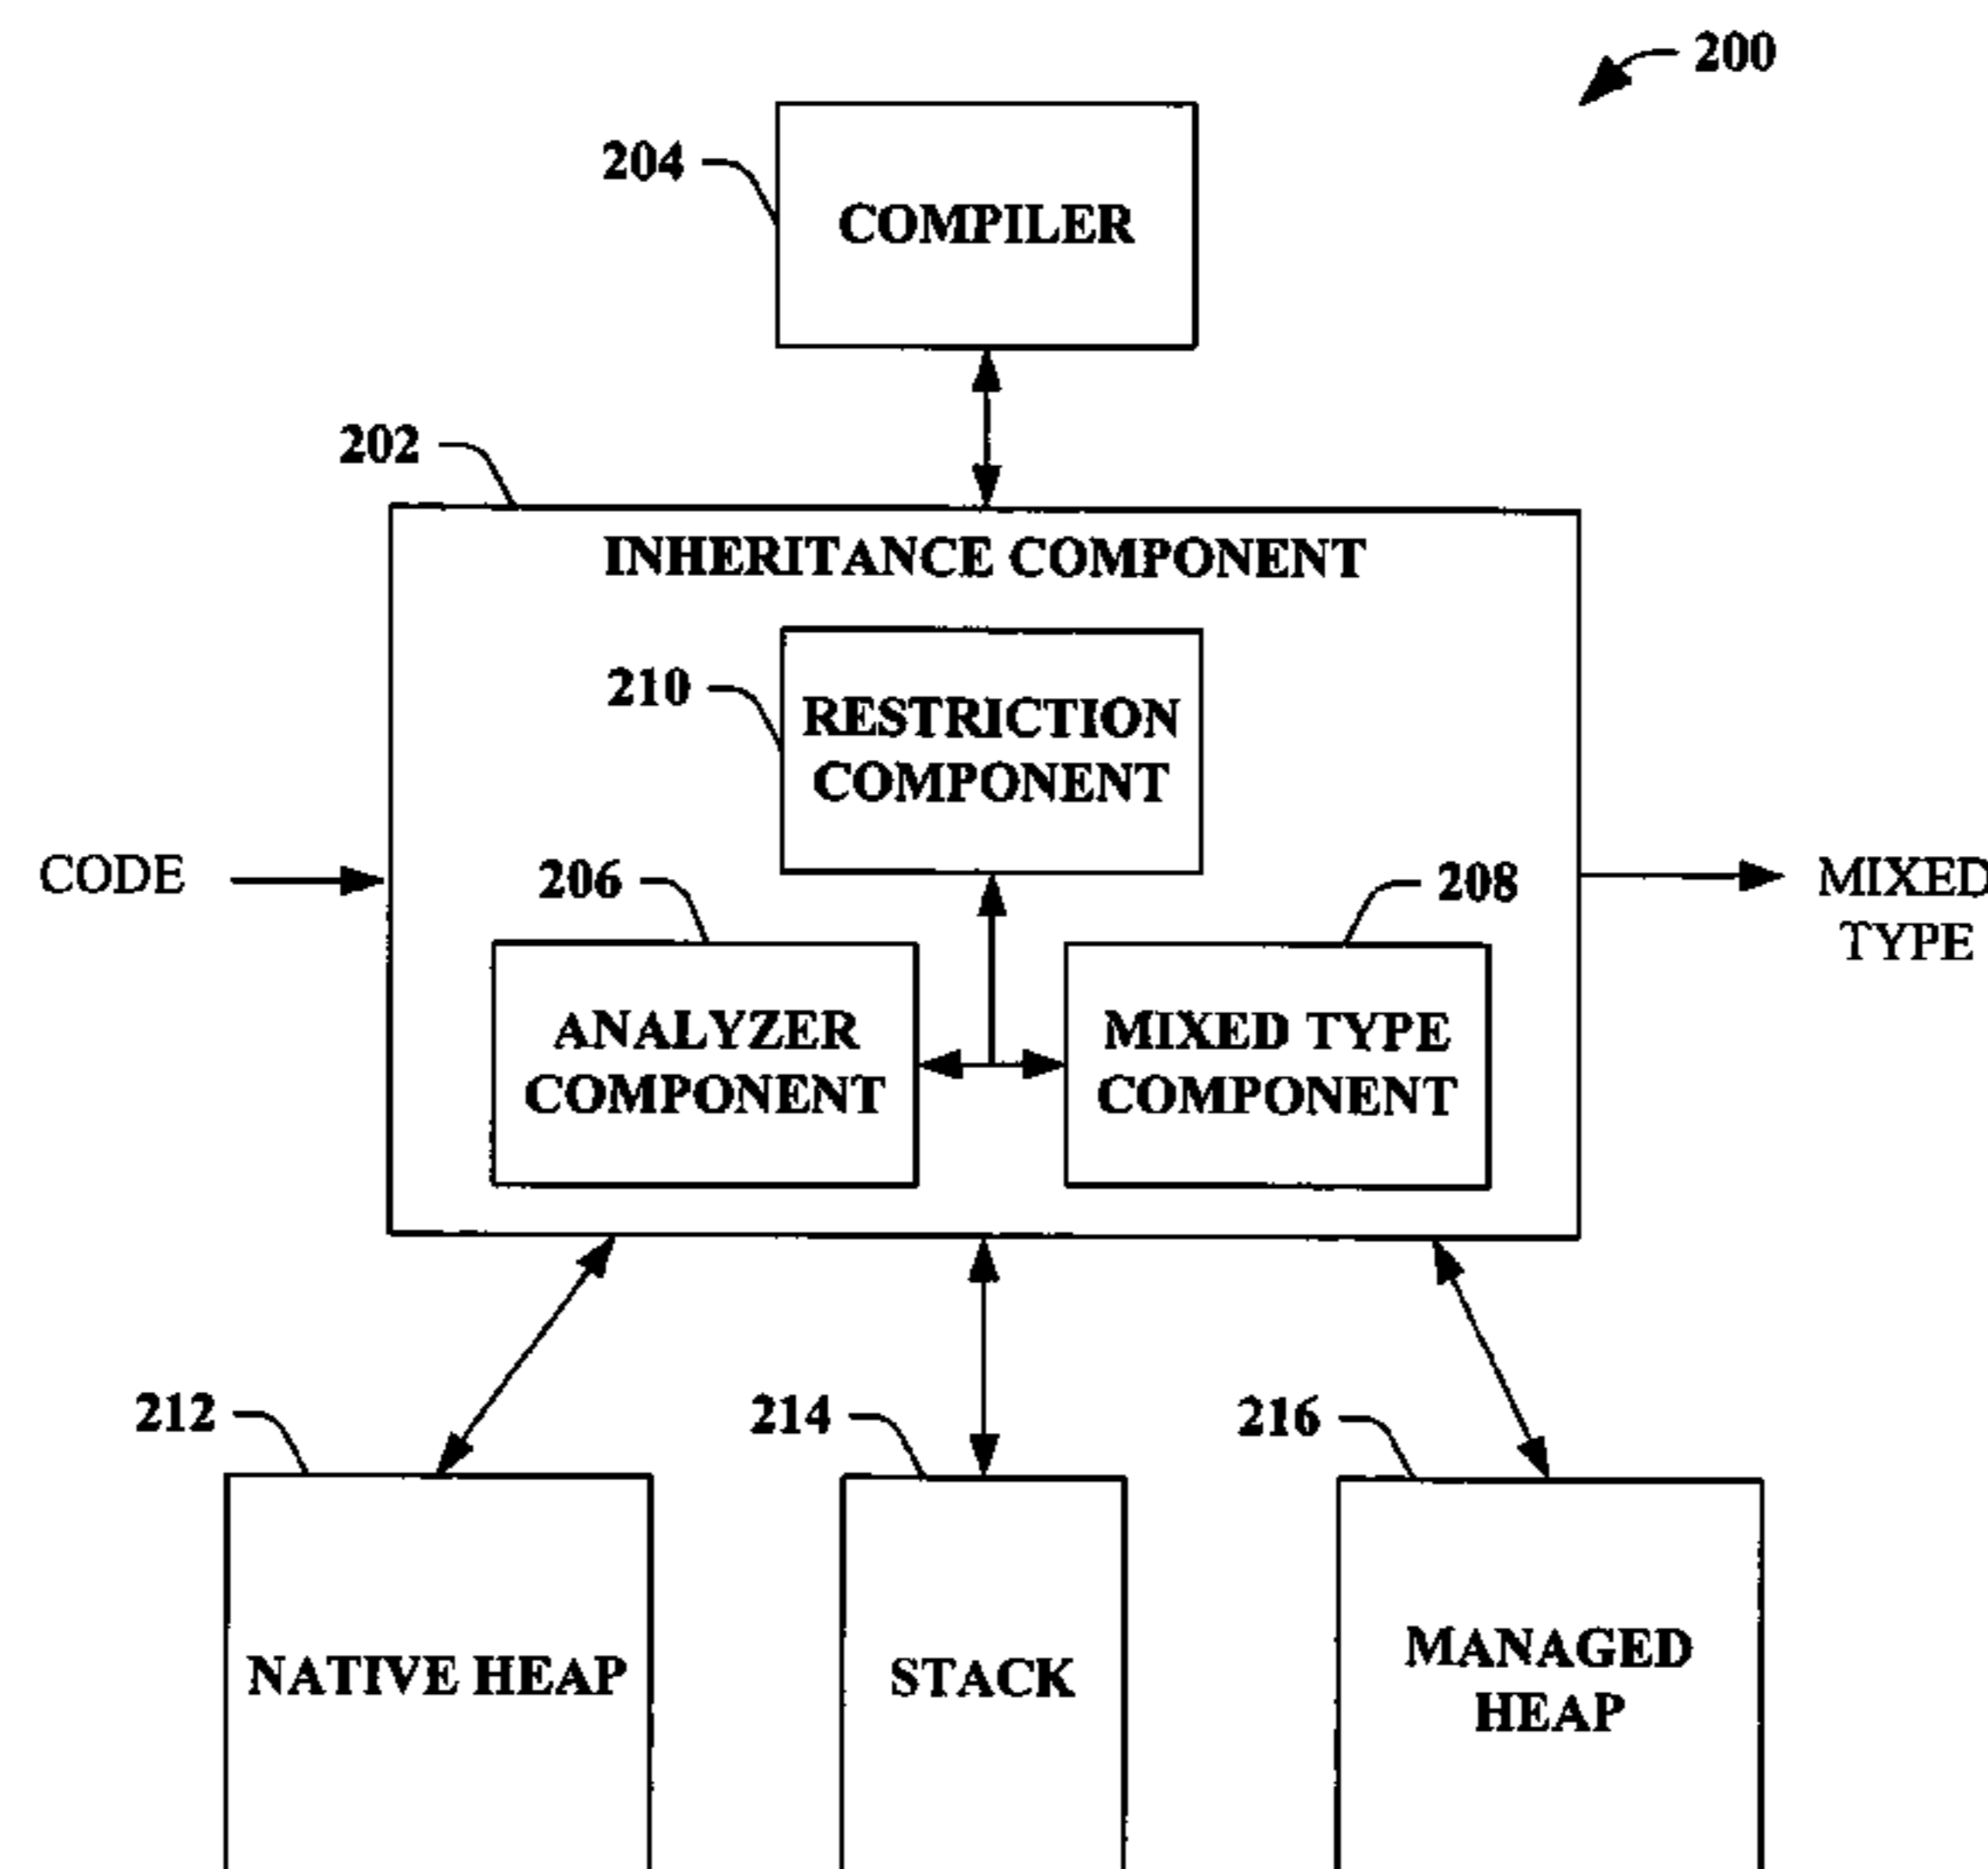 200
204
COMPILER
202
INHERITANCE COMPONENT
210
RESTRICTION
COMPONENT
CODE
206
208
MIXED
TYPE
ANALYZER
COMPONENT
MIXED TYPE
COMPONENT
212
214
216
NATIVE HEAP
STACK
MANAGED
HEAP